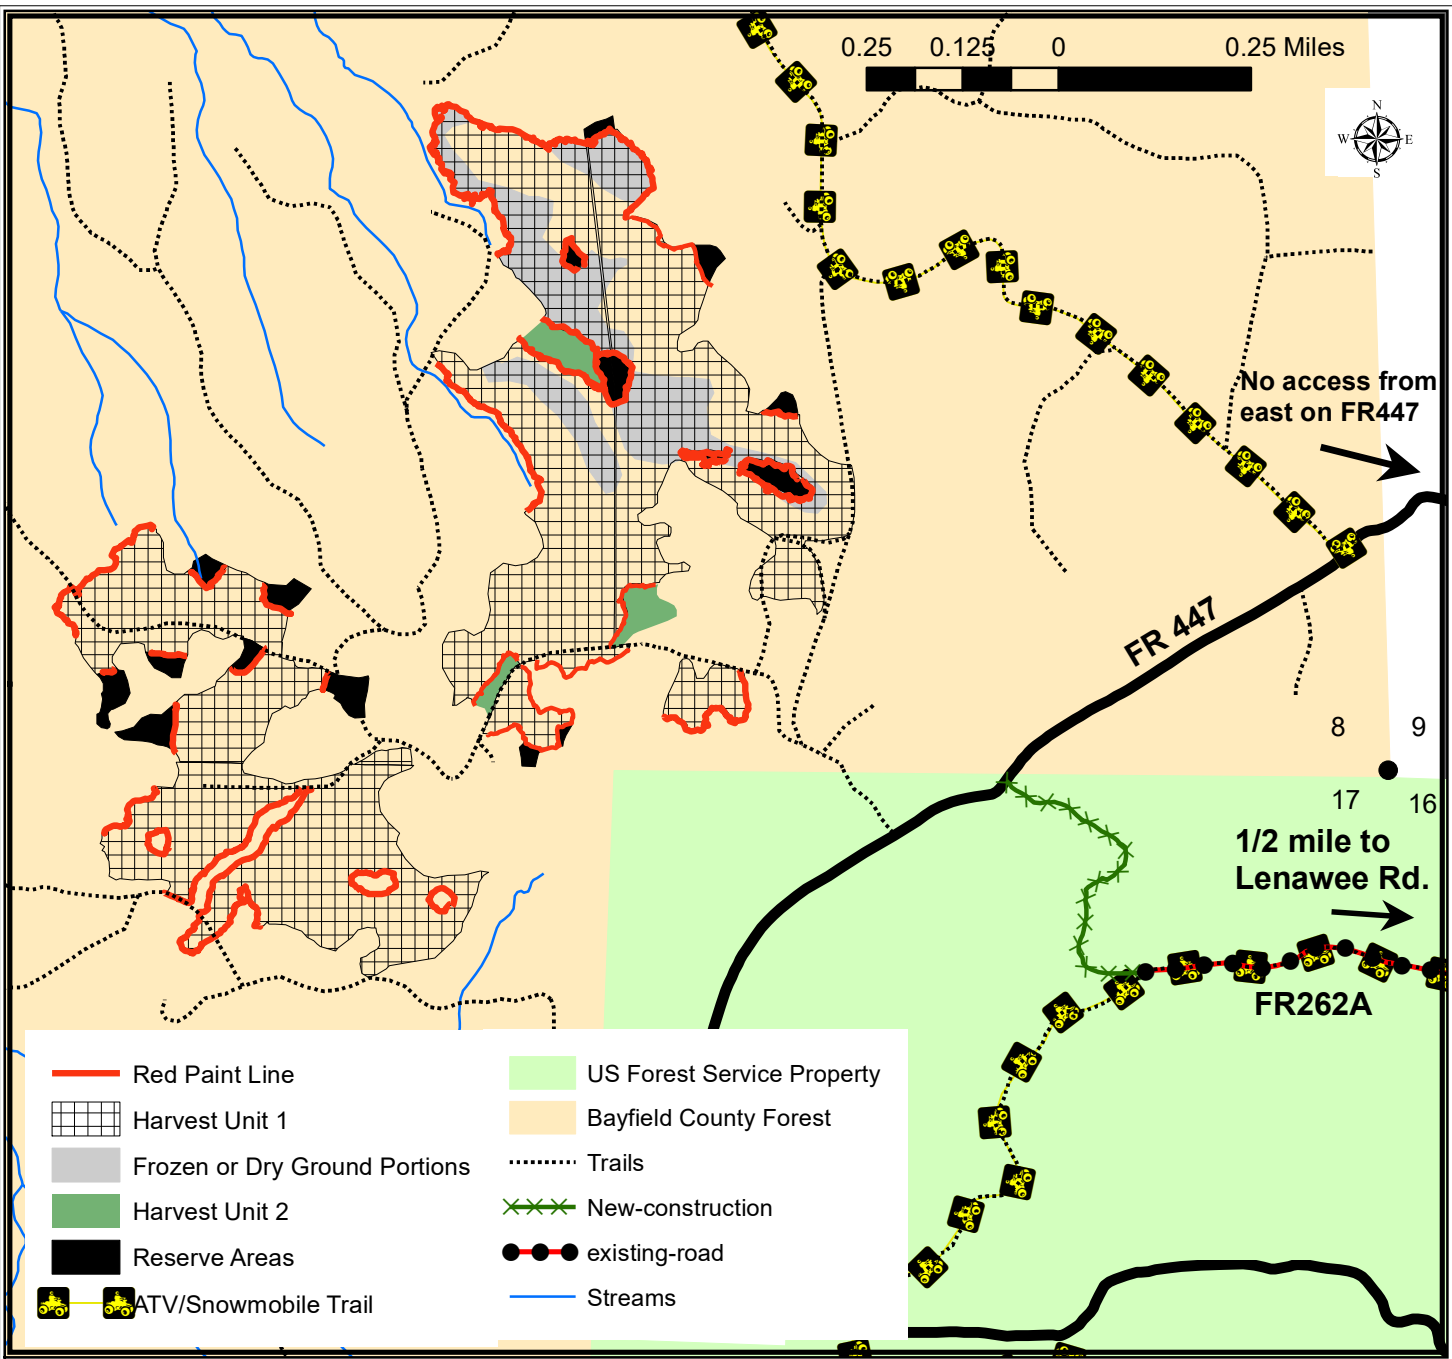 0.25 0.125 0 0.25 Miles
N
W E
S
No access from
east on FR447
FR 447
8 9
17 16
1/2 mile to
Lenawee Rd.
FR262A
Red Paint Line
Harvest Unit 1
Frozen or Dry Ground Portions
Harvest Unit 2
Reserve Areas
ATV/Snowmobile Trail
US Forest Service Property
Bayfield County Forest
Trails
New-construction
existing-road
Streams